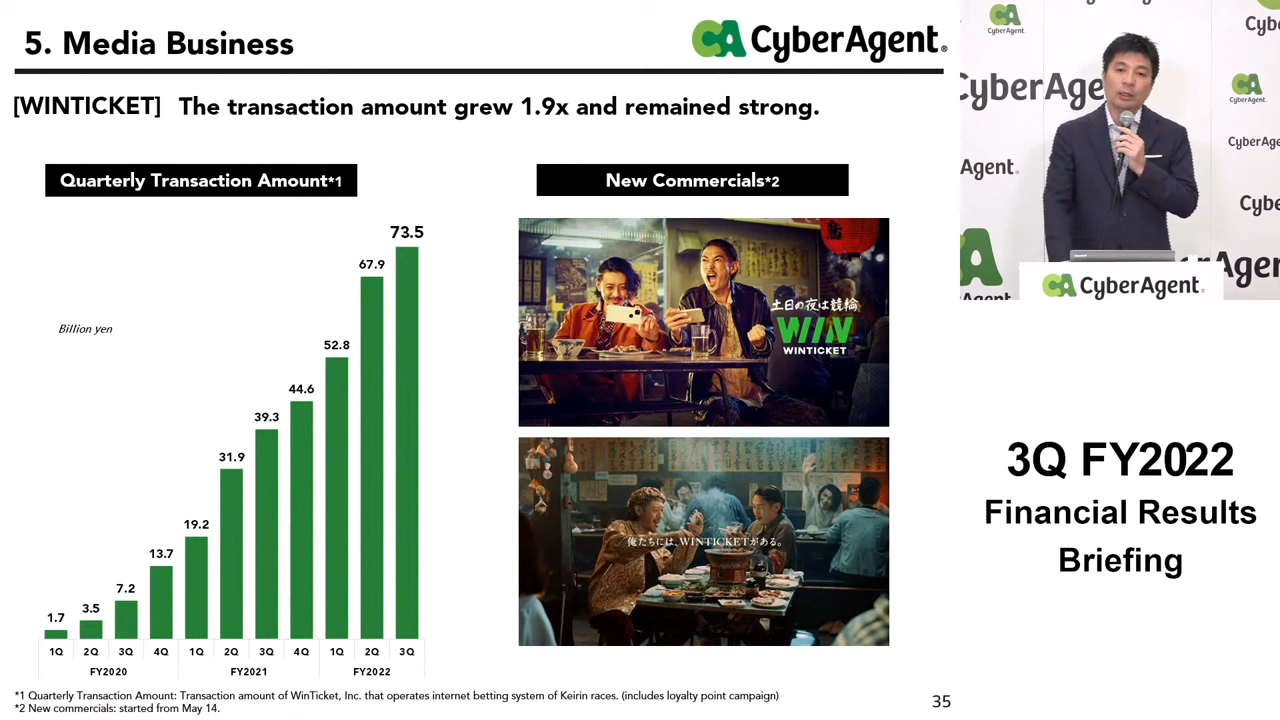 5. Media Business
CyberAgent®
[WINTICKET] The transaction amount grew 1.9x and remained strong.
Quarterly Transaction Amount*1
Billion yen
1.7
3.5
7.2
13.7
19.2
31.9
39.3
44.6
52.8
67.9
73.5
1Q 2Q 3Q 4Q 1Q 2Q 3Q 4Q 1Q 2Q 3Q
FY2020 FY2021 FY2022
New Commercials*2
土日の夜は競輪
WIN
WINTICKET
俺たちには、WINTICKETがある。
*1 Quarterly Transaction Amount: Transaction amount of WinTicket, Inc. that operates internet betting system of Keirin races. (includes loyalty point campaign)
*2 New commercials: started from May 14.
35
CyberAgent
CyberAgent
CyberAgent
CyberAgent®
3Q FY2022
Financial Results
Briefing